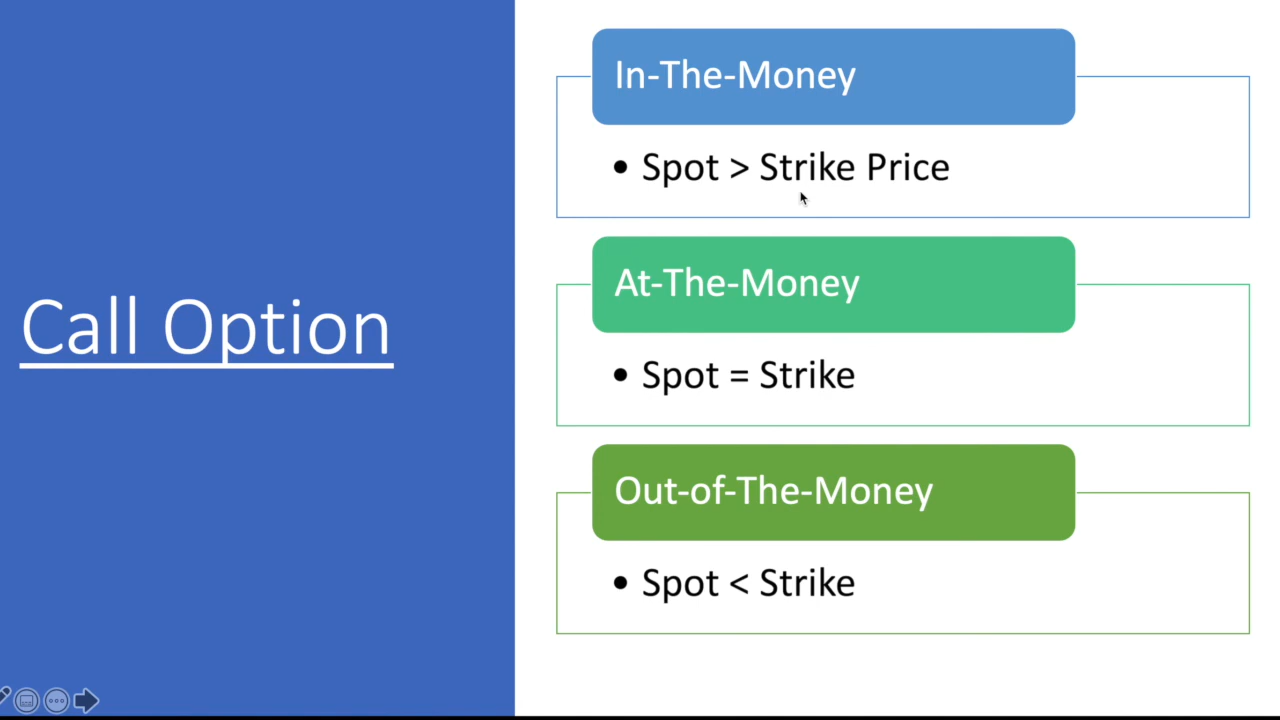 Call Option
In-The-Money
• Spot > Strike Price
At-The-Money
• Spot = Strike
Out-of-The-Money
• Spot < Strike